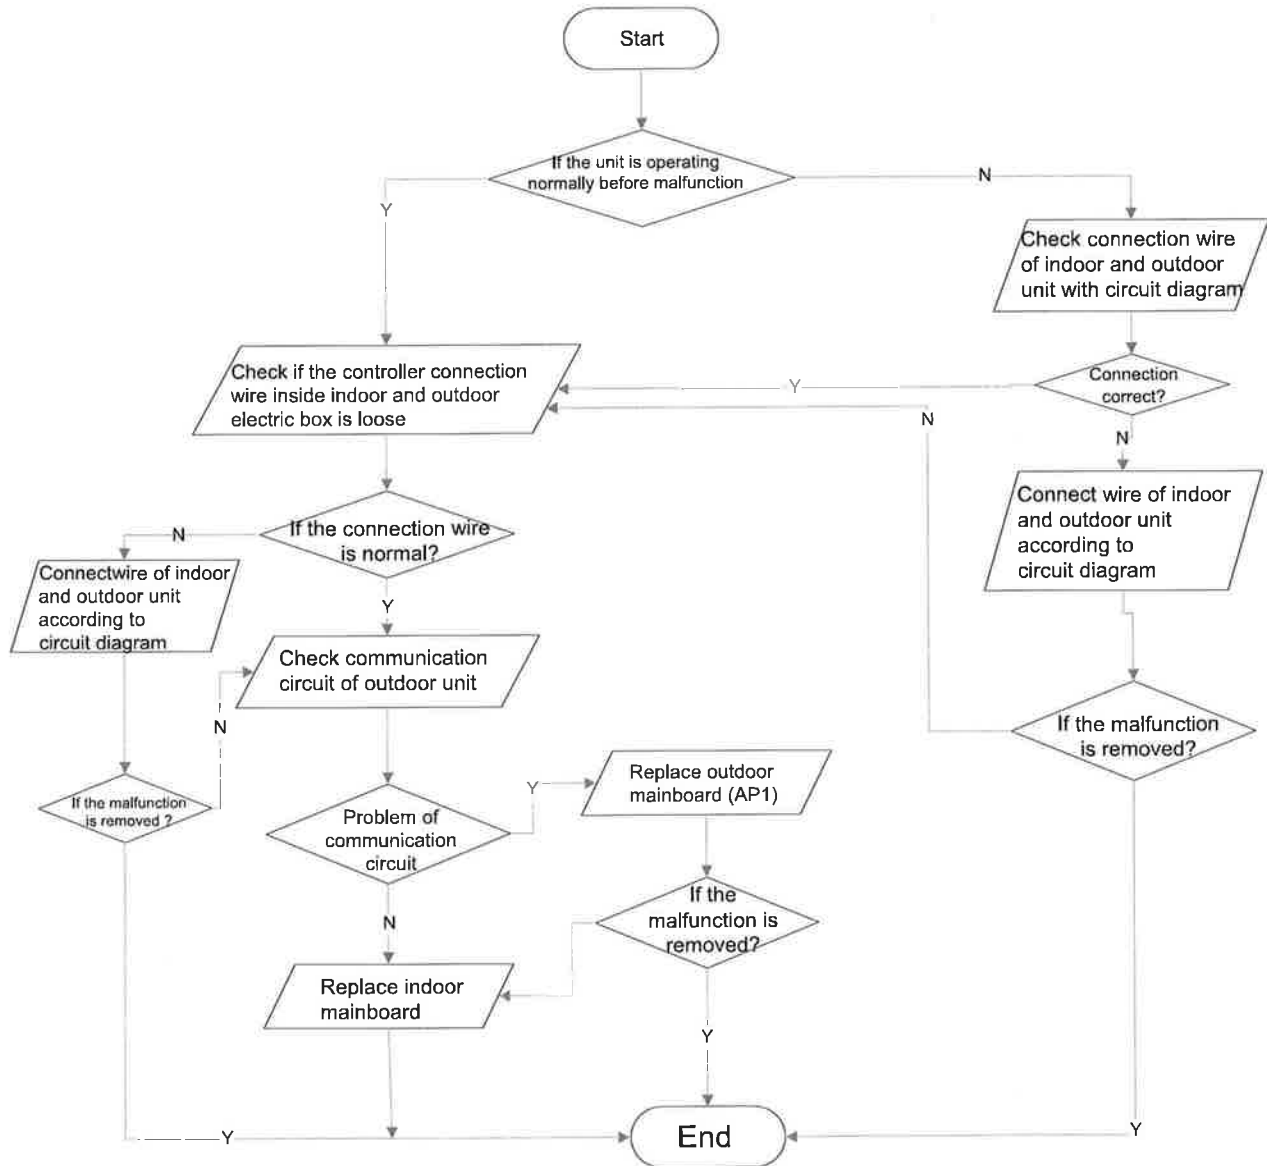 Start
If the unit is operating
normally before malfunction
N
Y
Check connection wire
of indoor and outdoor
unit with circuit diagram
Check if the controller connection
wire inside indoor and outdoor
electric box is loose
Y
Connection
correct?
N
N
If the connection wire
is normal?
N
Connect wire of indoor
and outdoor unit
according to
circuit diagram
Connectwire of indoor
and outdoor unit
according to
circuit diagram
Y
Check communication
circuit of outdoor unit
N
If the malfunction
is removed?
Replace outdoor
mainboard (AP1)
Y
If the malfunction
is removed ?
Problem of
communication
circuit
N
If the
malfunction is
removed?
Replace indoor
mainboard
Y
Y
End
Y